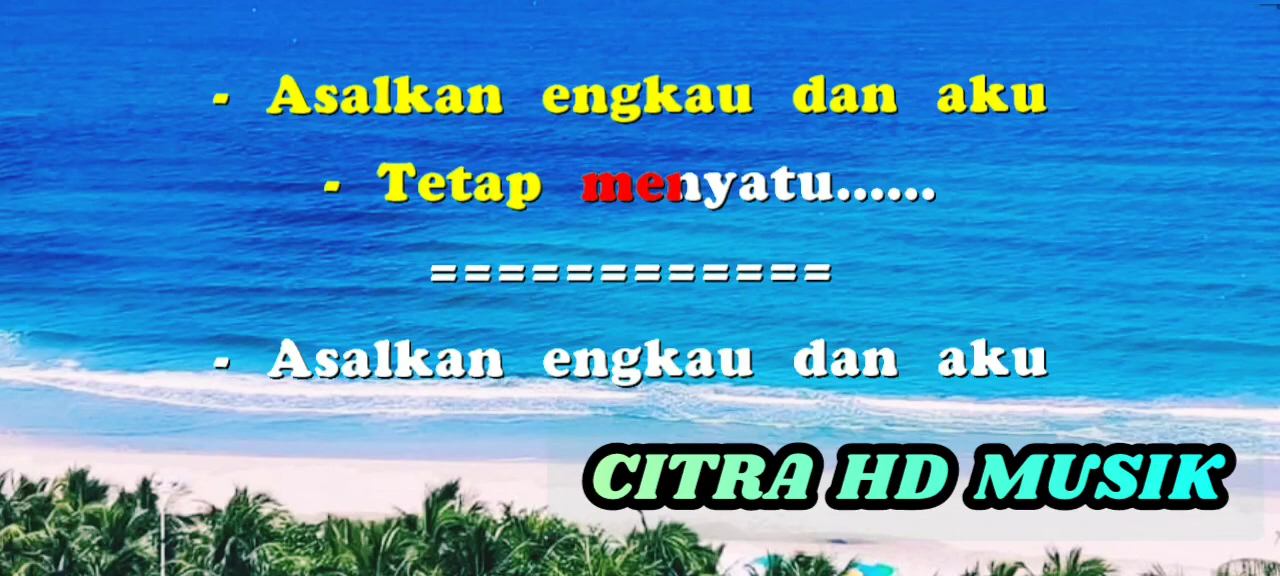 - Asalkan engkau dan aku
- Tetap menyatu......
============
- Asalkan engkau dan aku
CITRA HD MUSIK